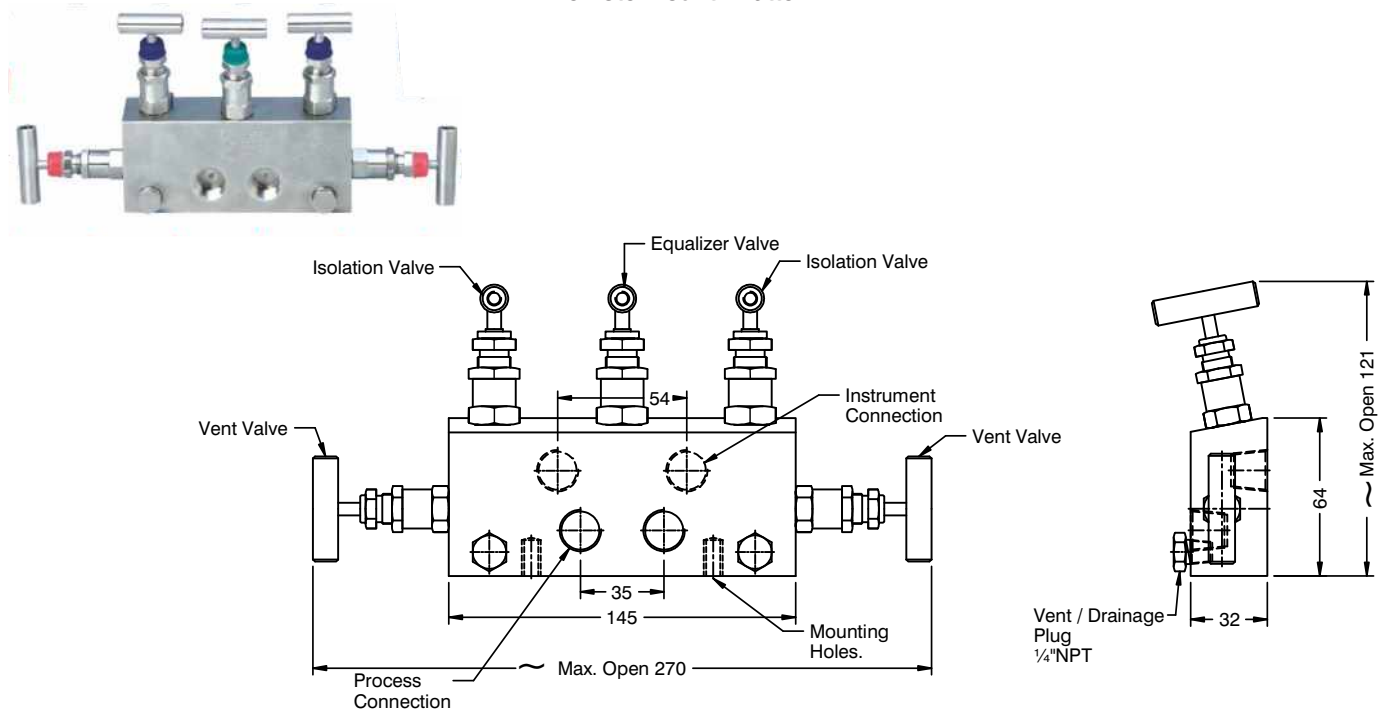 Equalizer Valve
Isolation Valve
Isolation Valve
54
Instrument
Connection
Vent Valve
Vent Valve
~ Max. Open 121
64
35
145
32
Mounting
Holes.
Vent / Drainage
Plug
¼"NPT
~ Max. Open 270
Process
Connection